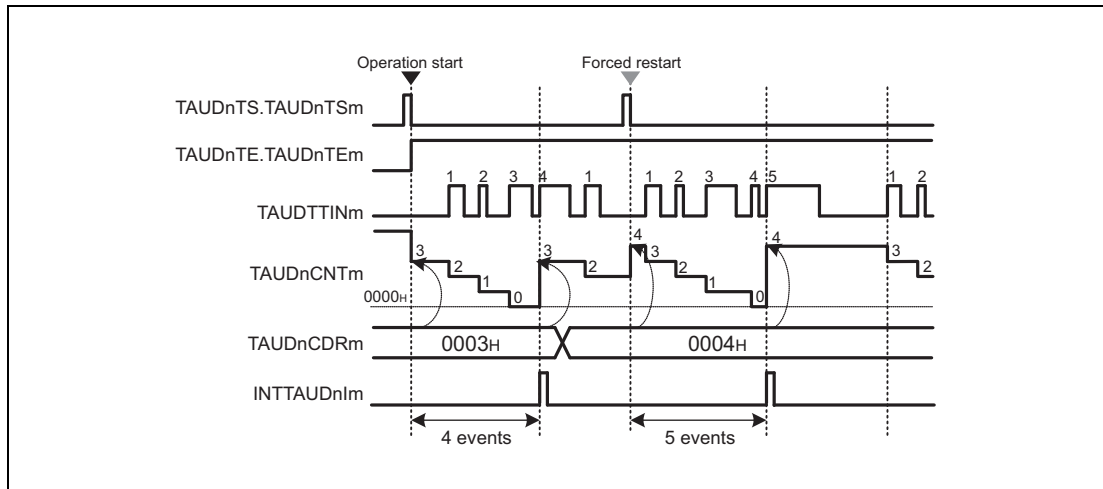 Operation start Forced restart
TAUDnTS.TAUDnTSm
TAUDnTE.TAUDnTEm
1 2 3 4 1 1 2 3 4 5 1 2
TAUDTTINm
3 2 1 0 3 2 4 3 2 1 0 4 3 2
TAUDnCNTm
0000H
TAUDnCDRm 0003H 0004H
INTTAUDnIm
4 events 5 events